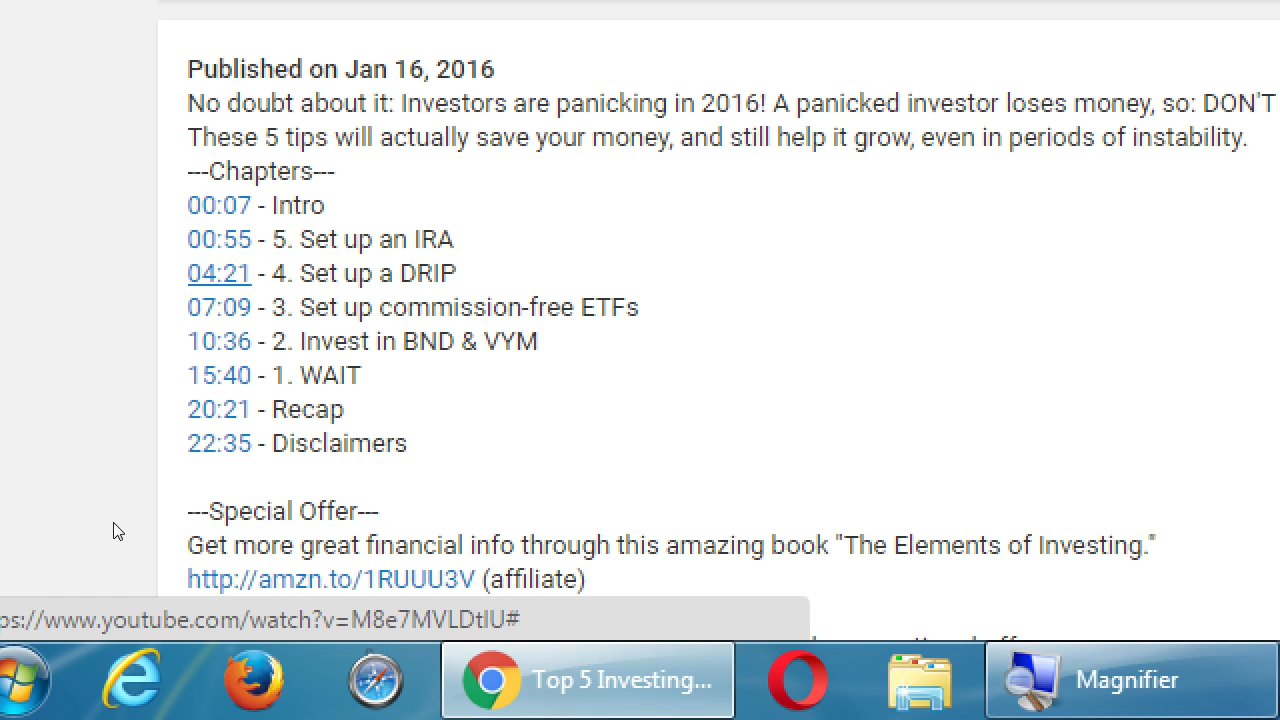 Published on Jan 16, 2016
No doubt about it: Investors are panicking in 2016! A panicked investor loses money, so: DON'T
These 5 tips will actually save your money, and still help it grow, even in periods of instability.
---Chapters---
00:07 - Intro
00:55 - 5. Set up an IRA
04:21 - 4. Set up a DRIP
07:09 - 3. Set up commission-free ETFs
10:36 - 2. Invest in BND & VYM
15:40 - 1. WAIT
20:21 - Recap
22:35 - Disclaimers
---Special Offer---
Get more great financial info through this amazing book "The Elements of Investing."
http://amzn.to/1RUUU3V (affiliate)
ps://www.youtube.com/watch?v=M8e7MVLDtIU#
Top 5 Investing...
Magnifier